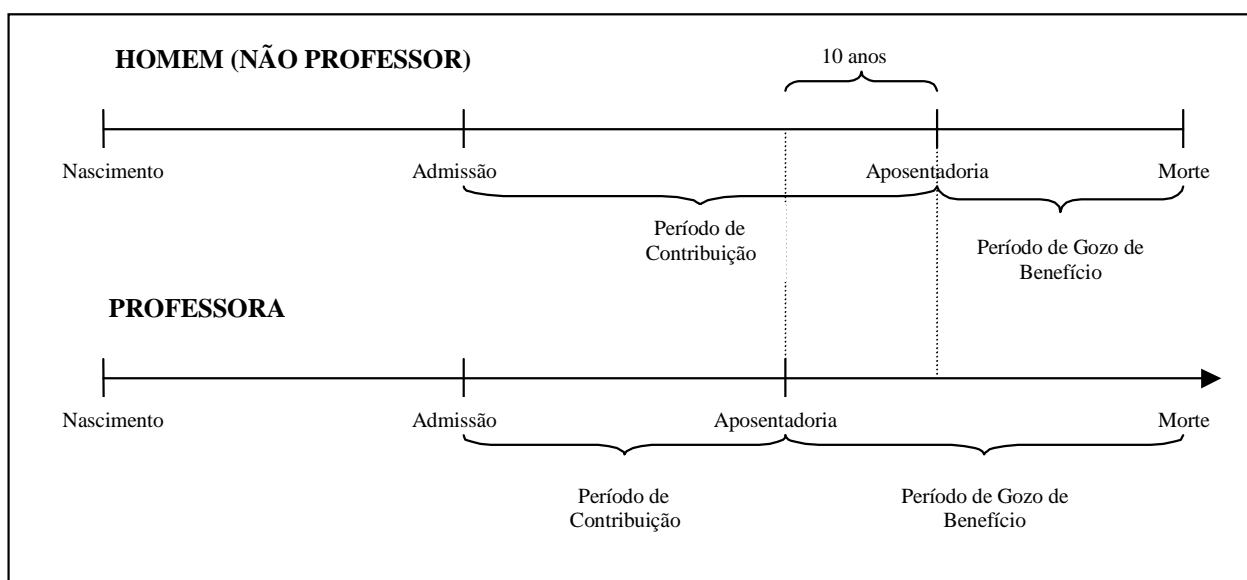 HOMEM (NÃO PROFESSOR)
10 anos
Nascimento
Admissão
Aposentadoria
Morte
Período de
Contribuição
Período de Gozo de
Benefício
PROFESSORA
Nascimento
Admissão
Aposentadoria
Morte
Período de
Contribuição
Período de Gozo de
Benefício